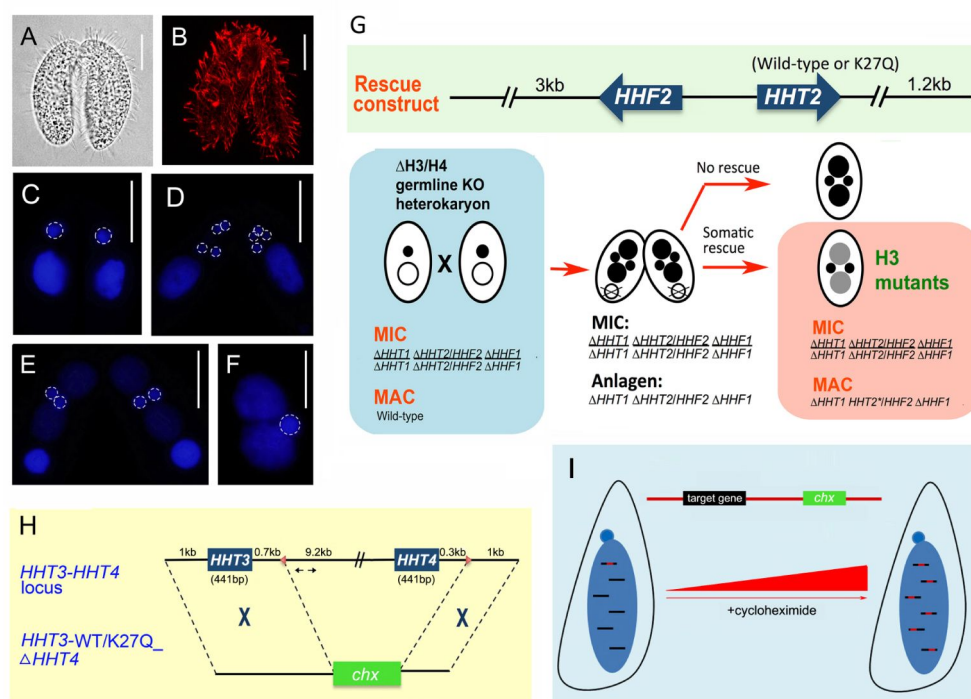 A
B
C
D
E
F
G
Rescue
construct
3kb
HHF2
(Wild-type or K27Q)
HHT2
1.2kb
ΔH3/H4
germline KO
heterokaryon
X
MIC
ΔHHT1 ΔHHT2/HHF2 ΔHHF1
ΔHHT1 ΔHHT2/HHF2 ΔHHF1
MAC
Wild-type
No rescue
Somatic
rescue
MIC:
ΔHHT1 ΔHHT2/HHF2 ΔHHF1
ΔHHT1 ΔHHT2/HHF2 ΔHHF1
Anlagen:
ΔHHT1 ΔHHT2/HHF2 ΔHHF1
H3
mutants
MIC
ΔHHT1 ΔHHT2/HHF2 ΔHHF1
ΔHHT1 ΔHHT2/HHF2 ΔHHF1
MAC
ΔHHT1 HHT2*/HHF2 ΔHHF1
H
HHT3-HHT4
locus
1kb
HHT3
(441bp)
0.7kb
9.2kb
HHT4
(441bp)
0.3kb
1kb
X
X
HHT3-WT/K27Q_
ΔHHT4
chx
I
target gene
chx
+cycloheximide